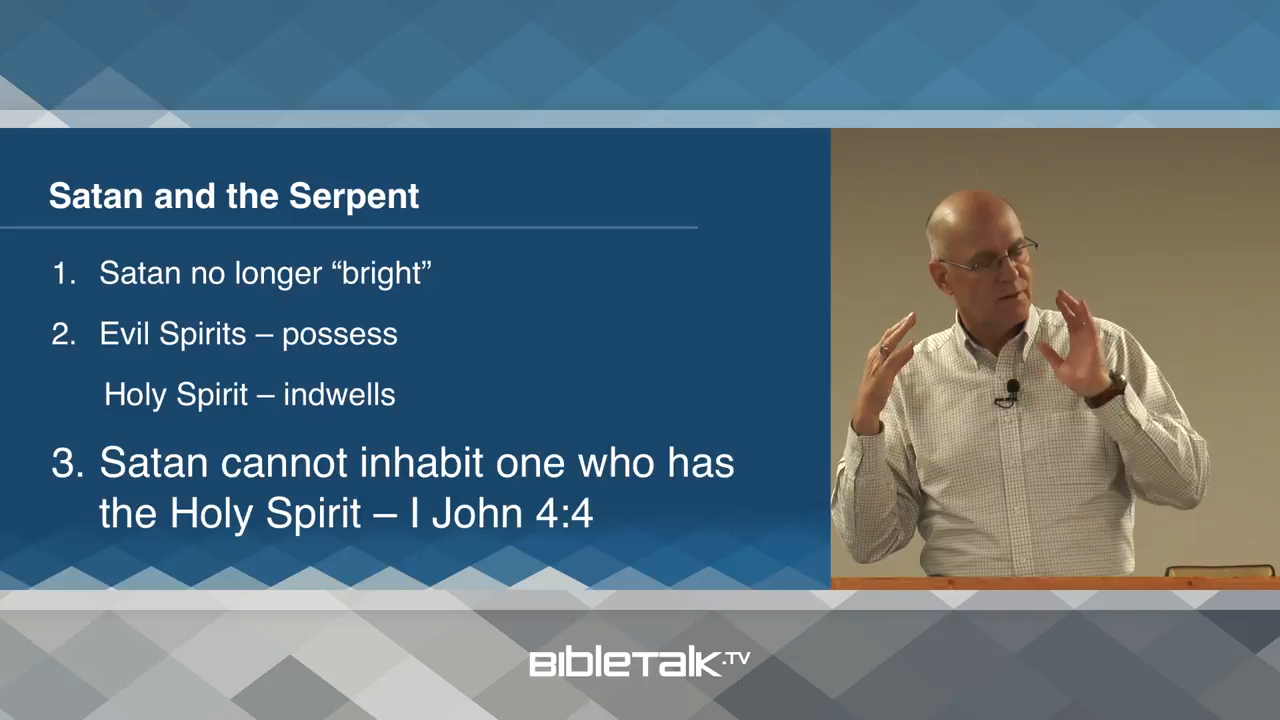 Satan and the Serpent
1. Satan no longer “bright”
2. Evil Spirits – possess
Holy Spirit – indwells
3. Satan cannot inhabit one who has
the Holy Spirit – I John 4:4
BIBLETALK.TV